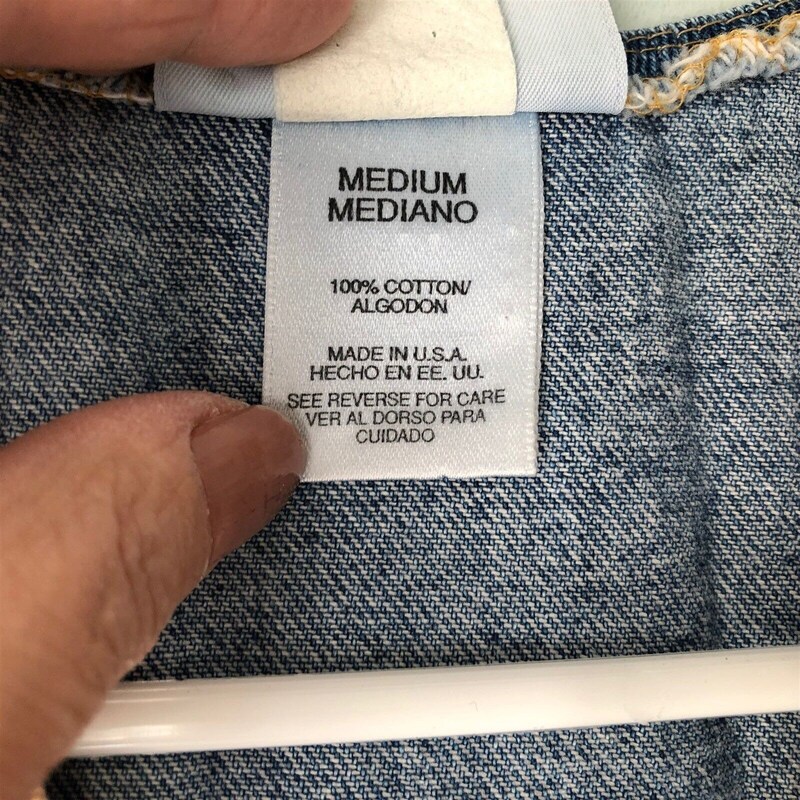 MEDIUM
MEDIANO
100% COTTON/
ALGODON
MADE IN U.S.A.
HECHO EN EE. UU.
SEE REVERSE FOR CARE
VER AL DORSO PARA
CUIDADO